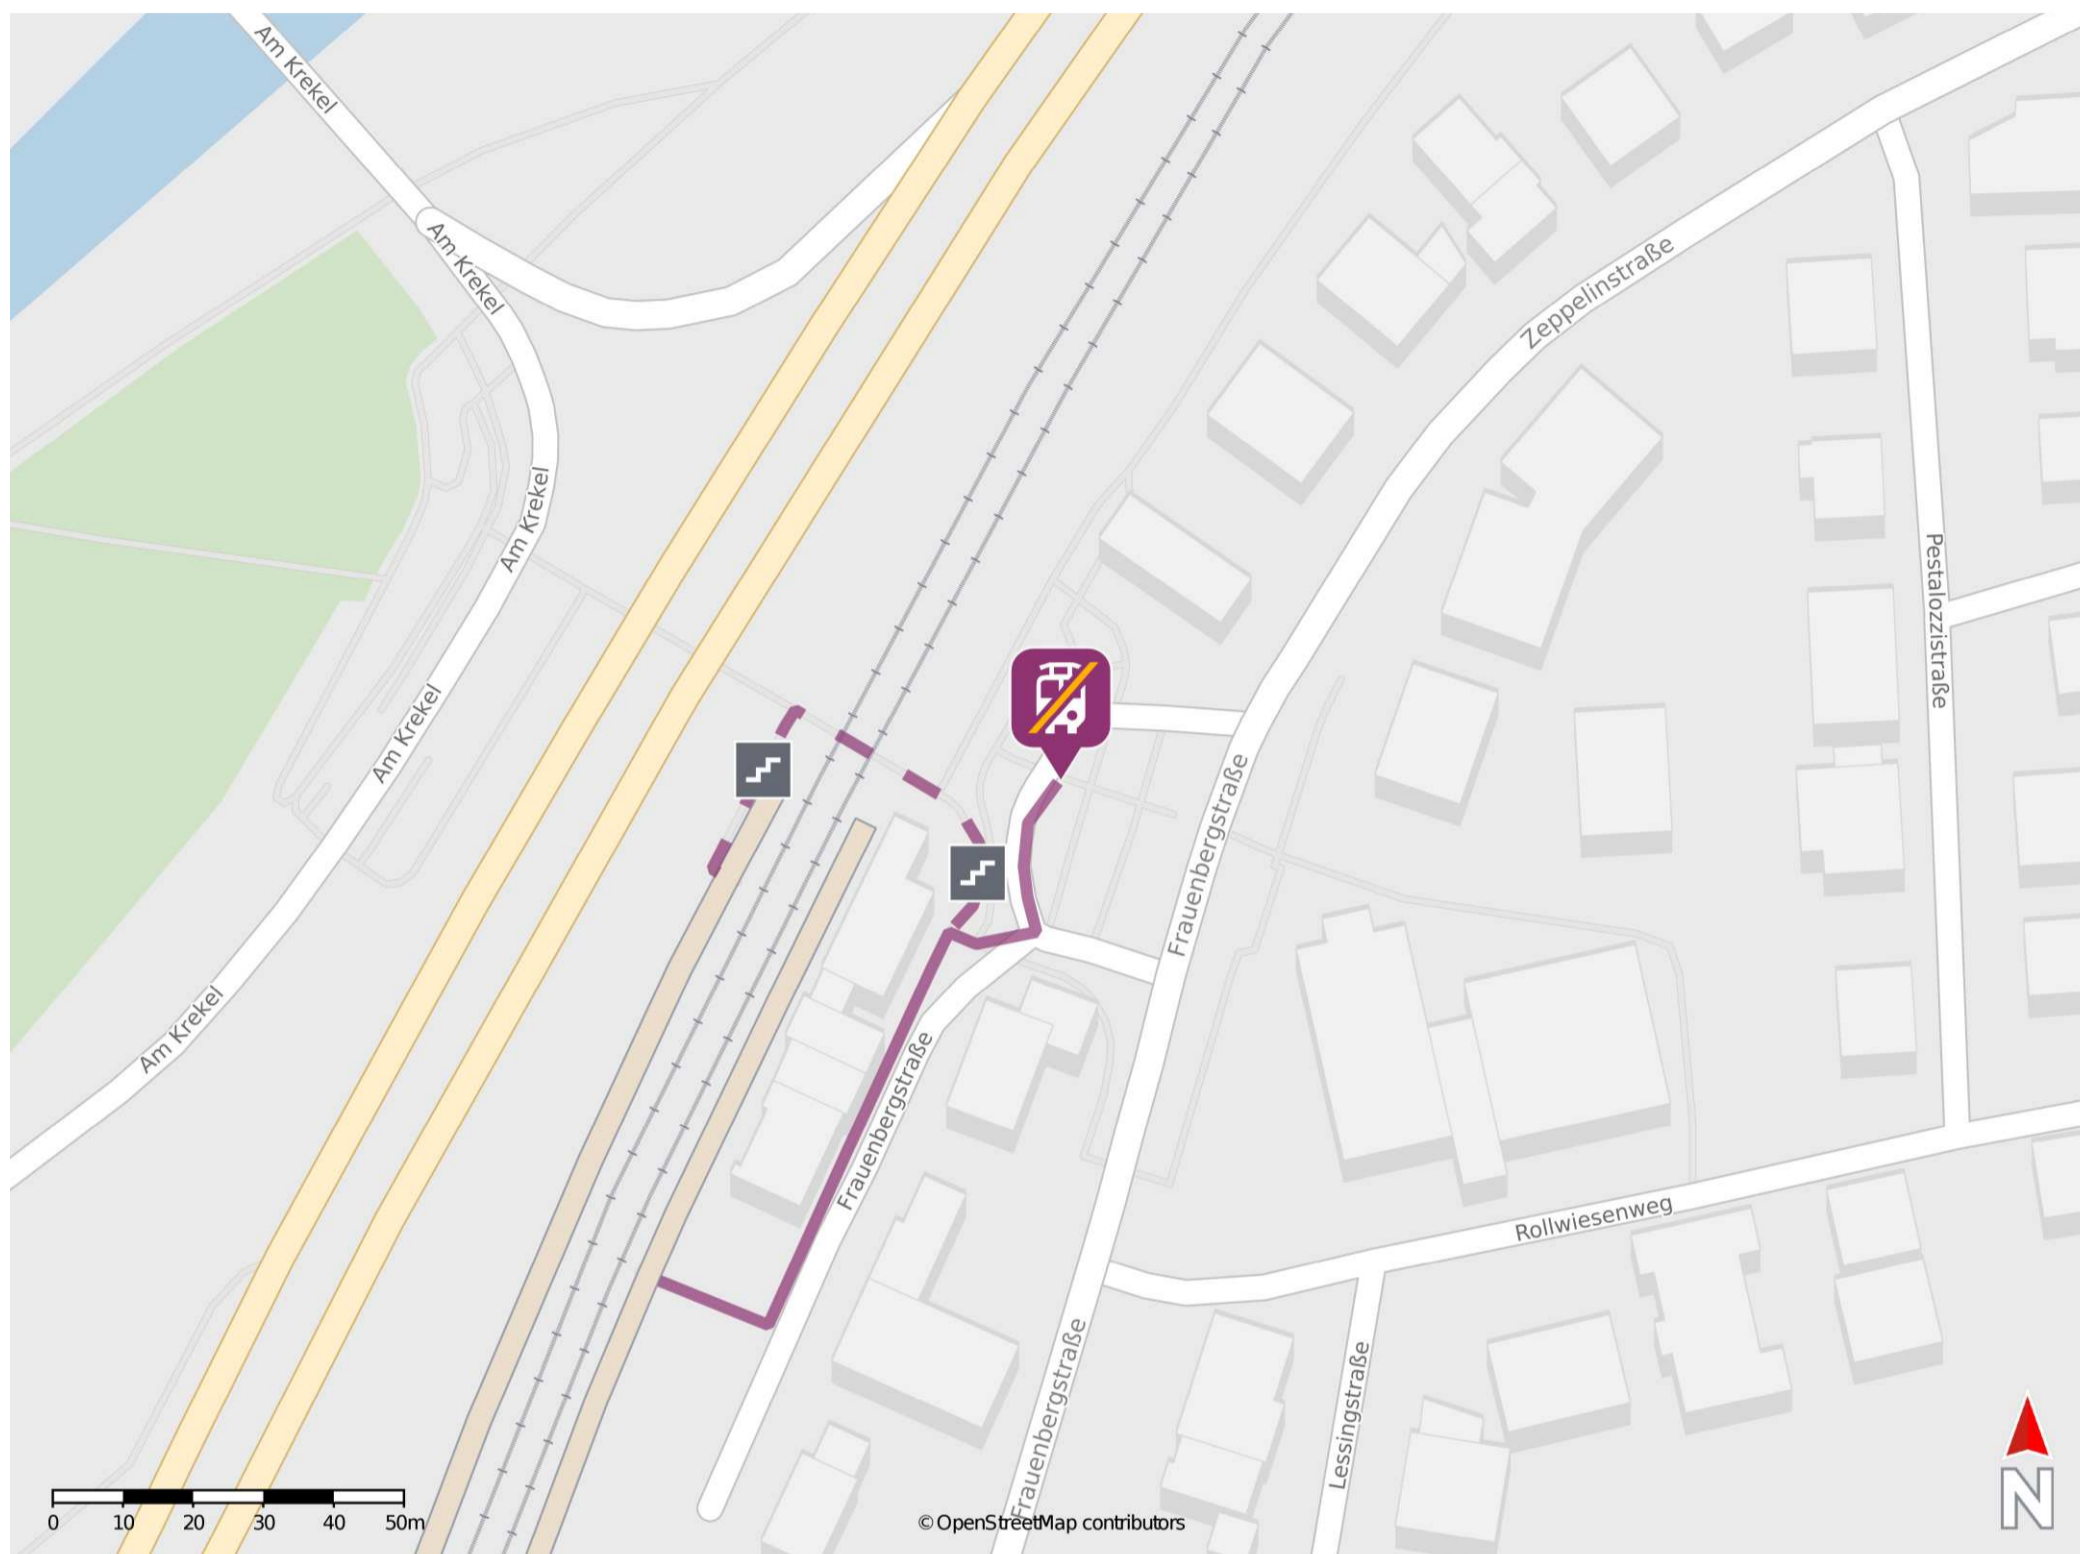 Am Krekel
Am Krekel
Zeppelinstraße
Am Krekel
Pestalozzistraße
Am Krekel
Frauenbergstraße
Am Krekel
Frauenbergstraße
Rollwiesenweg
Frauenbergstraße
Lessingstraße
0 10 20 30 40 50m
© OpenStreetMap contributors
N